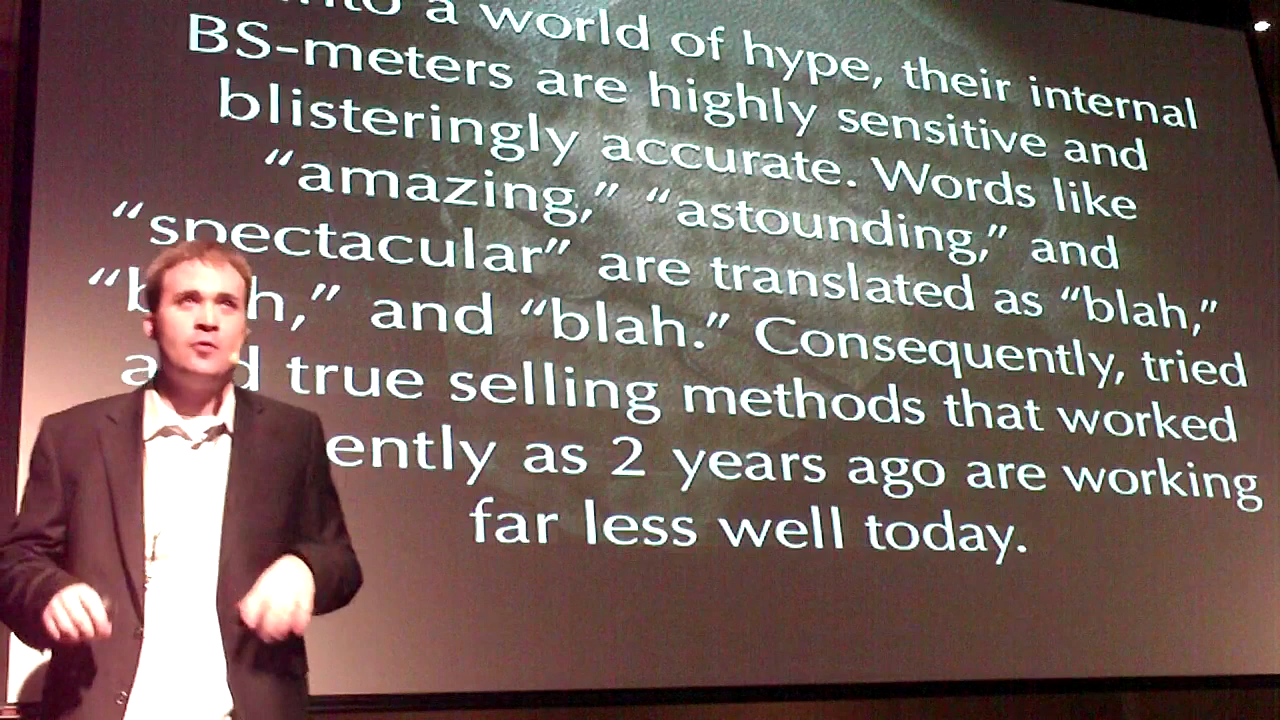 a world of hype, their internal
BS-meters are highly sensitive and
blisteringly accurate. Words like
“amazing,” “astounding,” and
“spectacular” are translated as “blah,”
and “blah.” Consequently, tried
true selling methods that worked
ently as 2 years ago are working
far less well today.